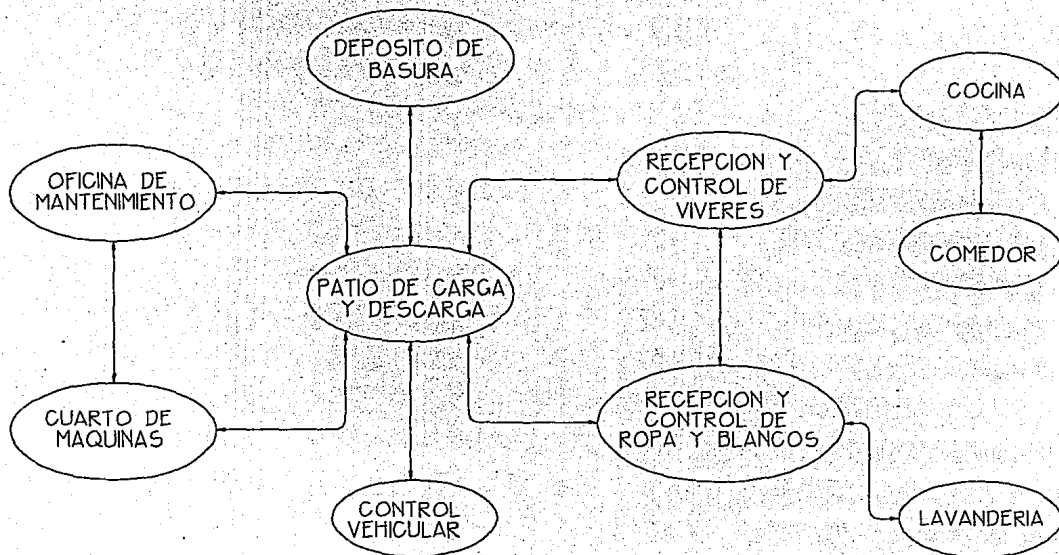 DEPOSITO DE
BASURA
COCINA
RECEPCION Y
CONTROL DE
VIVERES
OFICINA DE
MANTENIMIENTO
COMEDOR
PATIO DE CARGA
Y DESCARGA
RECEPCION Y
CONTROL DE
ROPA Y BLANCOS
CUARTO DE
MAQUINAS
CONTROL
VEHICULAR
LAVANDERIA